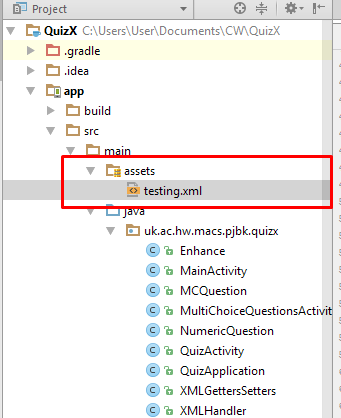 Project
QuizX C:\Users\User\Documents\CW\QuizX
.gradle
.idea
app
build
src
main
assets
testing.xml
java
uk.ac.hw.macs.pjbk.quizx
Enhance
MainActivity
MCQuestion
MultiChoiceQuestionsActivit
NumericQuestion
QuizActivity
QuizApplication
XMLGettersSetters
XMLHandler